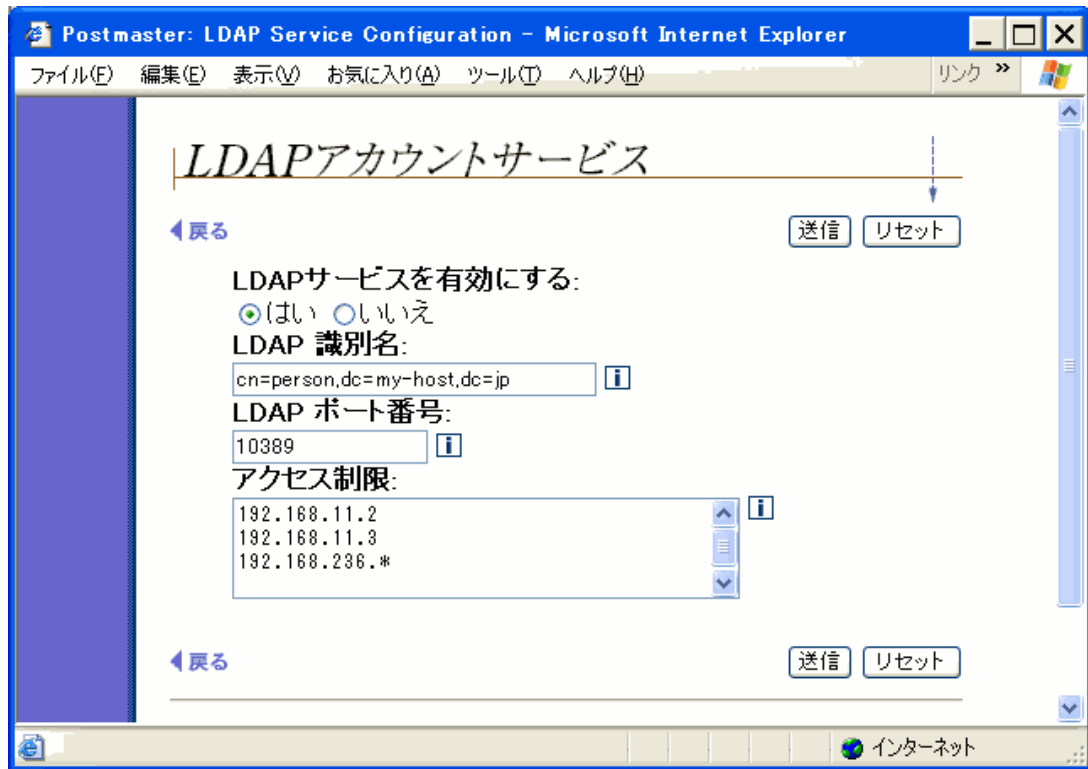 Postmaster: LDAP Service Configuration - Microsoft Internet Explorer
ファイル(F) 編集(E) 表示(V) お気に入り(A) ツール(T) ヘルプ(H) リンク »
LDAPアカウントサービス
戻る 送信 リセット
LDAPサービスを有効にする:
はい いいえ
LDAP 識別名:
cn=person,dc=my-host,dc=jp i
LDAP ポート番号:
10389 i
アクセス制限:
192.168.11.2 i
192.168.11.3
192.168.236.*
戻る 送信 リセット
インターネット